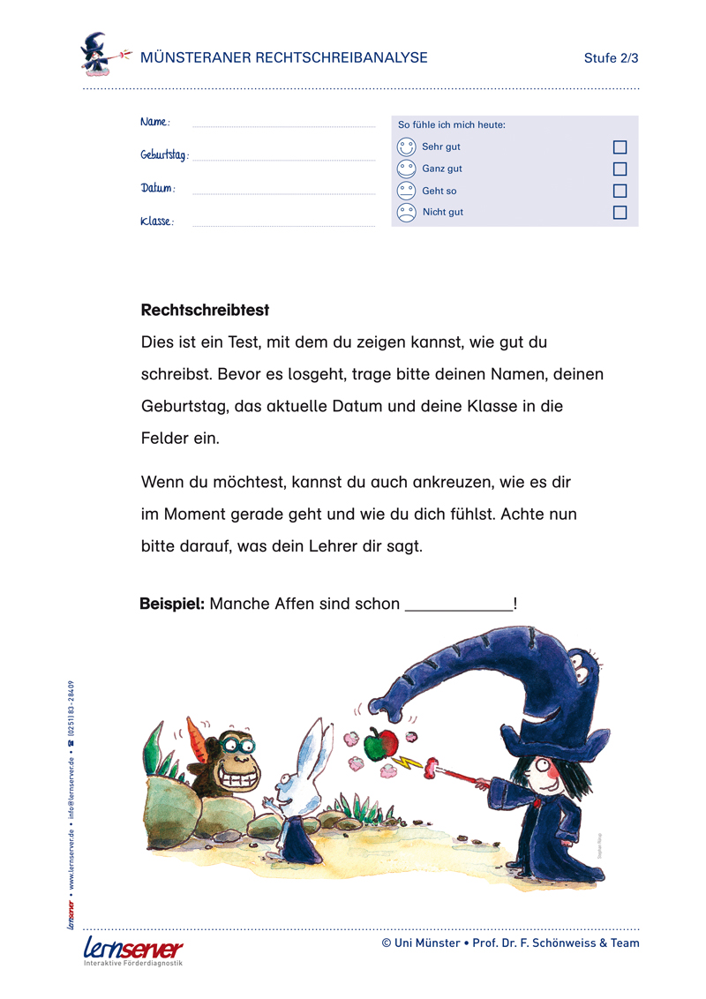 MÜNSTERANER RECHTSCHREIBANALYSE
Stufe 2/3
Name:
Geburtstag:
Datum:
Klasse:
So fühle ich mich heute:
Sehr gut
Ganz gut
Geht so
Nicht gut
Rechtschreibtest
Dies ist ein Test, mit dem du zeigen kannst, wie gut du
schreibst. Bevor es losgeht, trage bitte deinen Namen, deinen
Geburtstag, das aktuelle Datum und deine Klasse in die
Felder ein.
Wenn du möchtest, kannst du auch ankreuzen, wie es dir
im Moment gerade geht und wie du dich fühlst. Achte nun
bitte darauf, was dein Lehrer dir sagt.
Beispiel: Manche Affen sind schon ____________!
lernserver • www.lernserver.de • info@lernserver.de • ☎ (0251) 83-28409
lernserver
Interaktive Förderdiagnostik
© Uni Münster • Prof. Dr. F. Schönweiss & Team